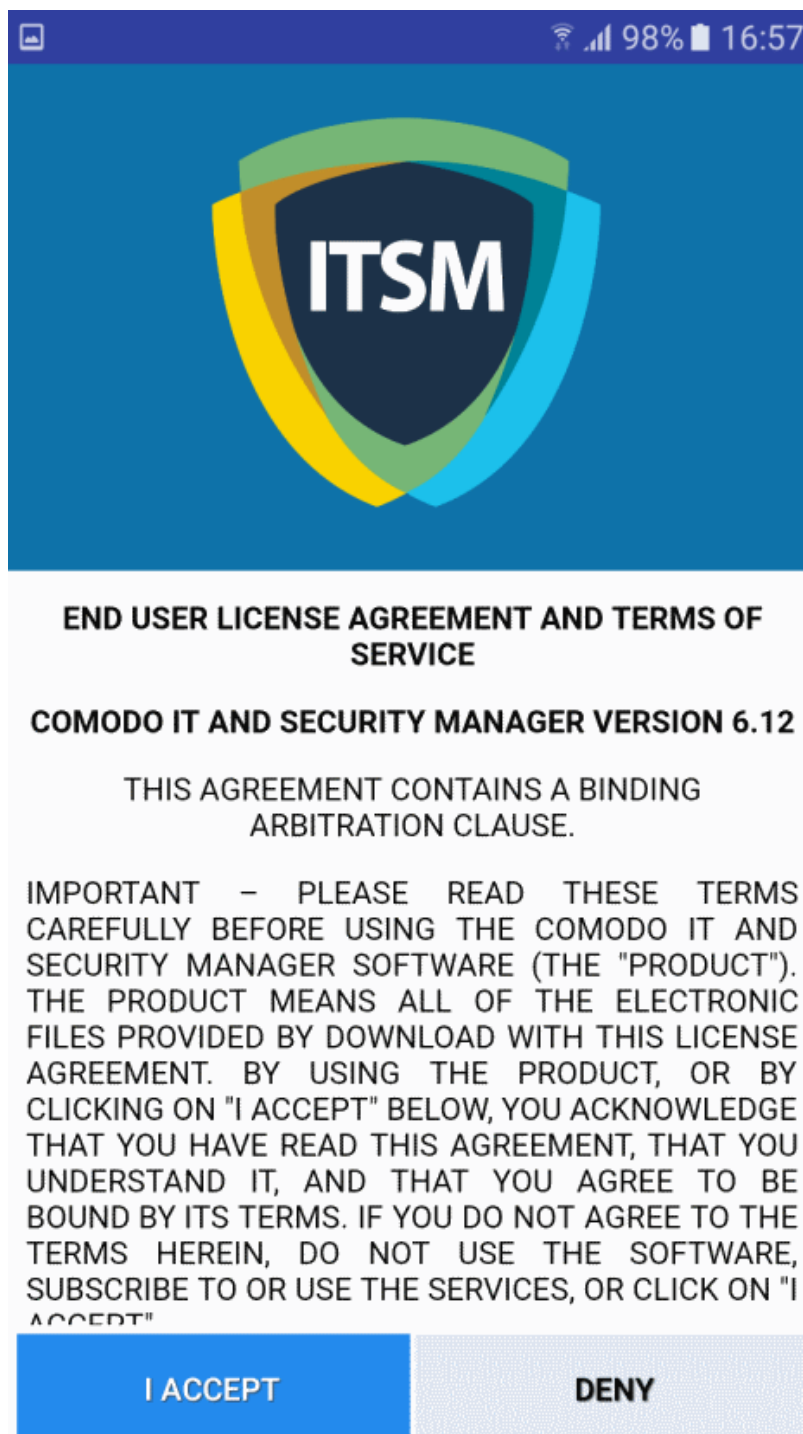 98% 16:57
ITSM
END USER LICENSE AGREEMENT AND TERMS OF
SERVICE
COMODO IT AND SECURITY MANAGER VERSION 6.12
THIS AGREEMENT CONTAINS A BINDING
ARBITRATION CLAUSE.
IMPORTANT – PLEASE READ THESE TERMS
CAREFULLY BEFORE USING THE COMODO IT AND
SECURITY MANAGER SOFTWARE (THE "PRODUCT").
THE PRODUCT MEANS ALL OF THE ELECTRONIC
FILES PROVIDED BY DOWNLOAD WITH THIS LICENSE
AGREEMENT. BY USING THE PRODUCT, OR BY
CLICKING ON "I ACCEPT" BELOW, YOU ACKNOWLEDGE
THAT YOU HAVE READ THIS AGREEMENT, THAT YOU
UNDERSTAND IT, AND THAT YOU AGREE TO BE
BOUND BY ITS TERMS. IF YOU DO NOT AGREE TO THE
TERMS HEREIN, DO NOT USE THE SOFTWARE,
SUBSCRIBE TO OR USE THE SERVICES, OR CLICK ON "I
ACCEPT"
I ACCEPT DENY